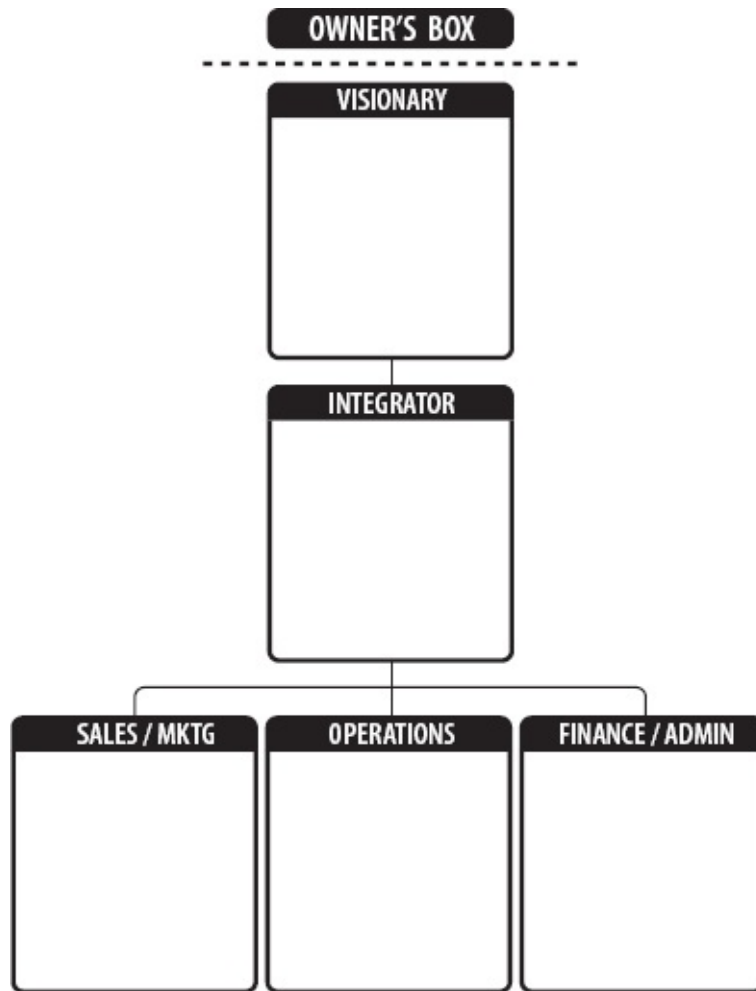 OWNER'S BOX
VISIONARY
INTEGRATOR
SALES / MKTG
OPERATIONS
FINANCE / ADMIN